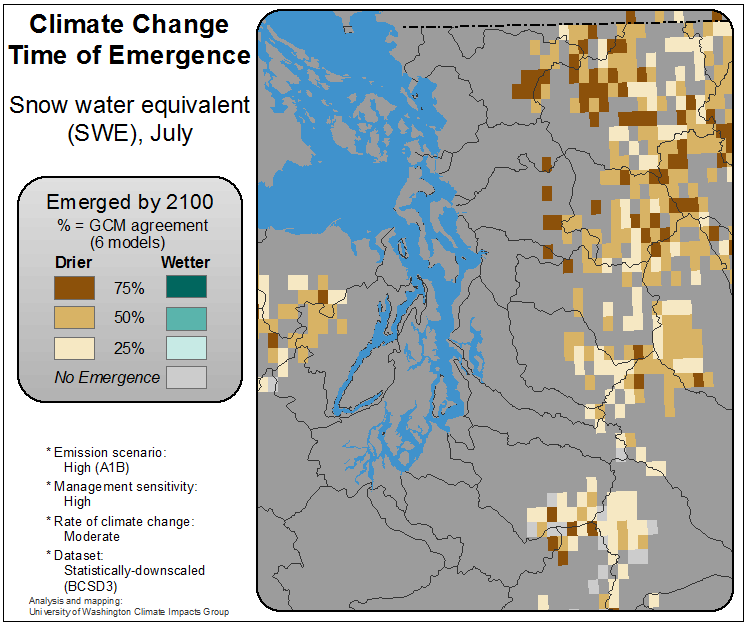 Climate Change
Time of Emergence
Snow water equivalent
(SWE), July
Emerged by 2100
% = GCM agreement
(6 models)
Drier Wetter
75%
50%
25%
No Emergence
* Emission scenario:
High (A1B)
* Management sensitivity:
High
* Rate of climate change:
Moderate
* Dataset:
Statistically-downscaled
(BCSD3)
Analysis and mapping:
University of Washington Climate Impacts Group